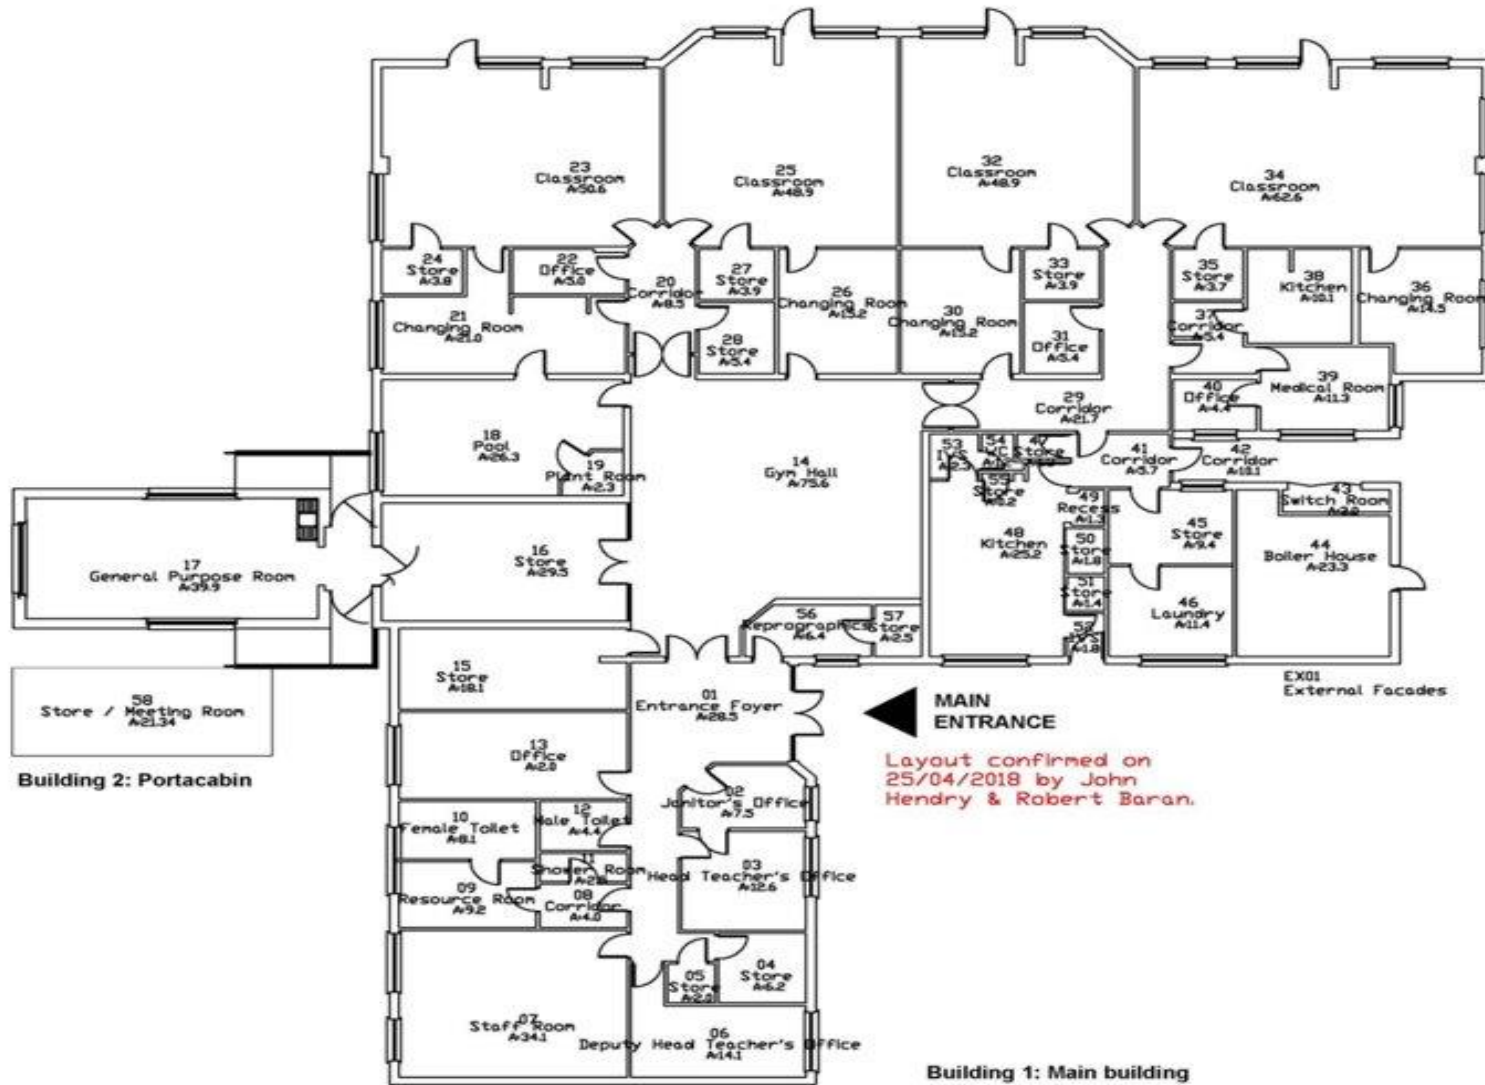 23
Classroom
A:50.6
25
Classroom
A:48.9
32
Classroom
A:48.9
34
Classroom
A:62.6
24
Store
A:3.8
22
Office
A:5.0
20
Corridor
A:8.5
27
Store
A:3.9
26
Changing Room
A:15.2
33
Store
A:3.9
35
Store
A:3.7
38
Kitchen
A:10.1
36
Changing Room
A:14.5
21
Changing Room
A:21.0
28
Store
A:5.4
30
Changing Room
A:15.2
31
Office
A:5.4
37
Corridor
A:5.4
39
Medical Room
A:11.3
40
Office
A:4.4
29
Corridor
A:21.7
18
Pool
A:26.3
19
Plant Room
A:2.3
14
Gym Hall
A:75.6
53
54
47
Store
41
Corridor
A:5.7
42
Corridor
A:10.1
55
Store
A:0.2
43
Switch Room
49
Recess
A:1.3
48
Kitchen
A:25.2
45
Store
A:9.4
44
Boiler House
A:23.3
50
Store
A:1.8
51
Store
A:1.4
46
Laundry
A:11.4
52
A:1.8
17
General Purpose Room
A:39.9
16
Store
A:29.5
56
Reprographics
A:6.4
57
Store
A:2.5
15
Store
A:18.1
01
Entrance Foyer
A:28.5
EX01
External Facades
58
Store / Meeting Room
A:21.34
MAIN
ENTRANCE
Building 2: Portacabin
13
Office
A:2.0
Layout confirmed on
25/04/2018 by John
Hendry & Robert Baran.
02
Janitor's Office
A:7.5
10
Female Toilet
A:8.1
12
Male Toilet
A:4.4
11
Shower Room
03
Head Teacher's Office
A:12.6
09
Resource Room
A:9.2
08
Corridor
A:4.0
04
Store
A:6.2
05
Store
A:2.0
07
Staff Room
A:34.1
06
Deputy Head Teacher's Office
A:14.1
Building 1: Main building